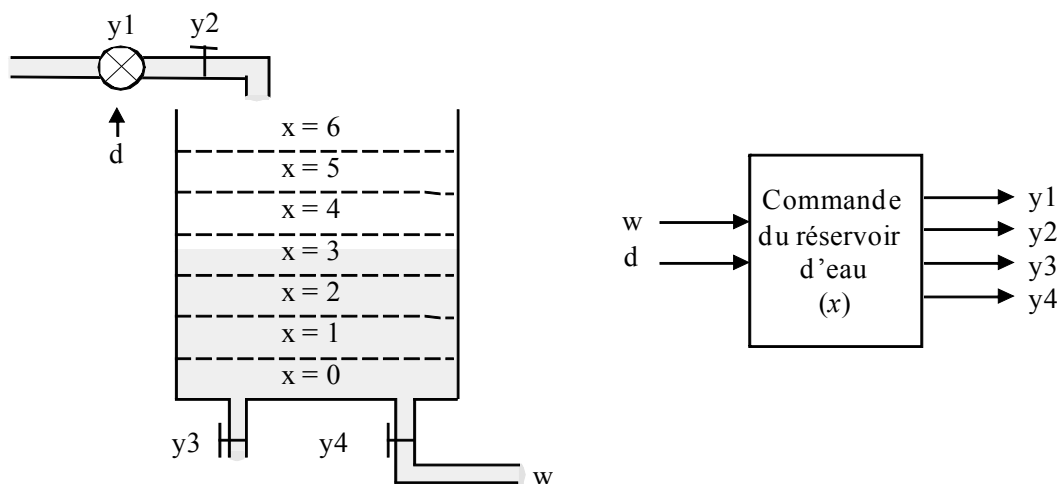 y1
y2
d
x = 6
x = 5
x = 4
x = 3
x = 2
x = 1
x = 0
y3
y4
w
w
d
Commande
du réservoir
d’eau
(x)
y1
y2
y3
y4